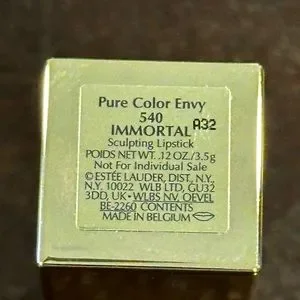 Pure Color Envy
540
IMMORTAL A32
Sculpting Lipstick
POIDS NET WT. .12 OZ./3.5g
Not For Individual Sale
©ESTÉE LAUDER, DIST., N.Y.,
N.Y. 10022 WLB LTD, GU32
3DD, UK•WLBS NV, OEVEL
BE-2260 CONTENTS
MADE IN BELGIUM